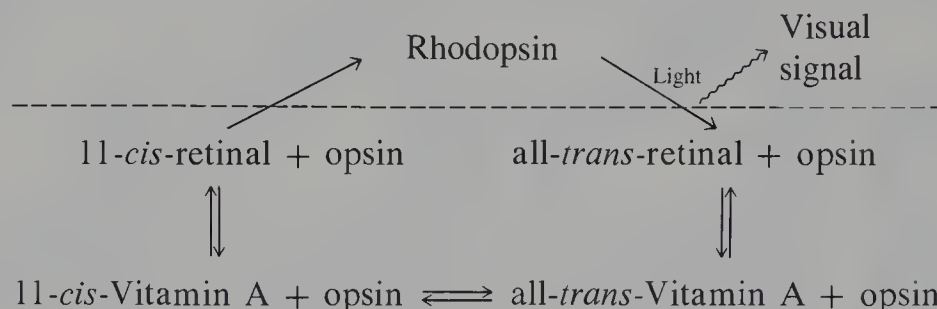 Rhodopsin
Light
Visual
signal
11-cis-retinal + opsin
all-trans-retinal + opsin
11-cis-Vitamin A + opsin ⇌ all-trans-Vitamin A + opsin